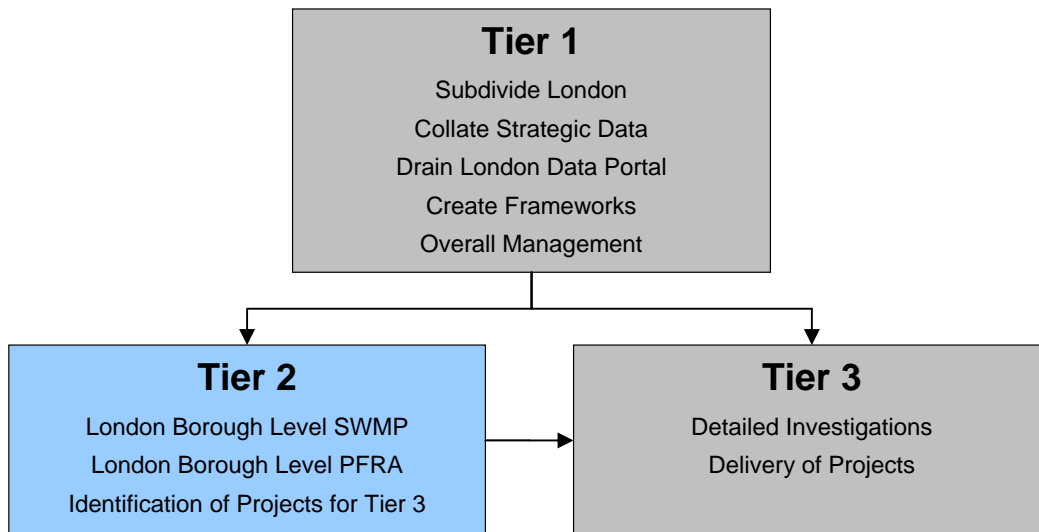 Tier 1
Subdivide London
Collate Strategic Data
Drain London Data Portal
Create Frameworks
Overall Management
Tier 2
London Borough Level SWMP
London Borough Level PFRA
Identification of Projects for Tier 3
Tier 3
Detailed Investigations
Delivery of Projects